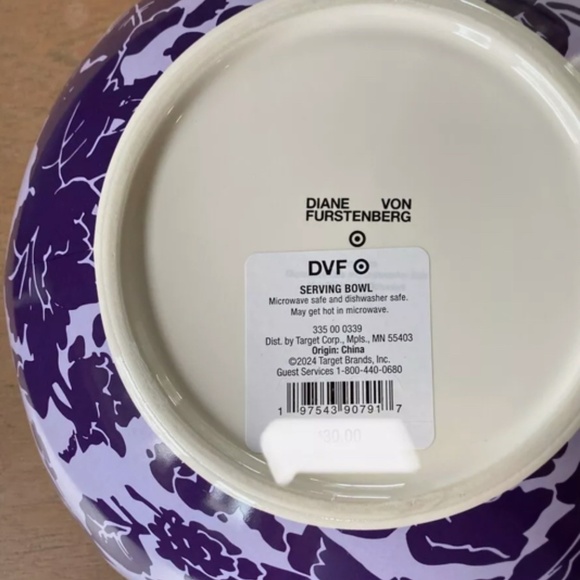 DIANE VON
FURSTENBERG
DVF
SERVING BOWL
Microwave safe and dishwasher safe.
May get hot in microwave.
335 00 0339
Dist. by Target Corp., Mpls., MN 55403
Origin: China
©2024 Target Brands, Inc.
Guest Services 1-800-440-0680
1 97543 90791 7
$30.00